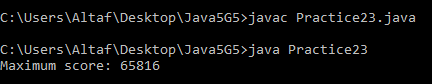 C:\Users\Altaf\Desktop\Java5G5>javac Practice23.java
C:\Users\Altaf\Desktop\Java5G5>java Practice23
Maximum score: 65816